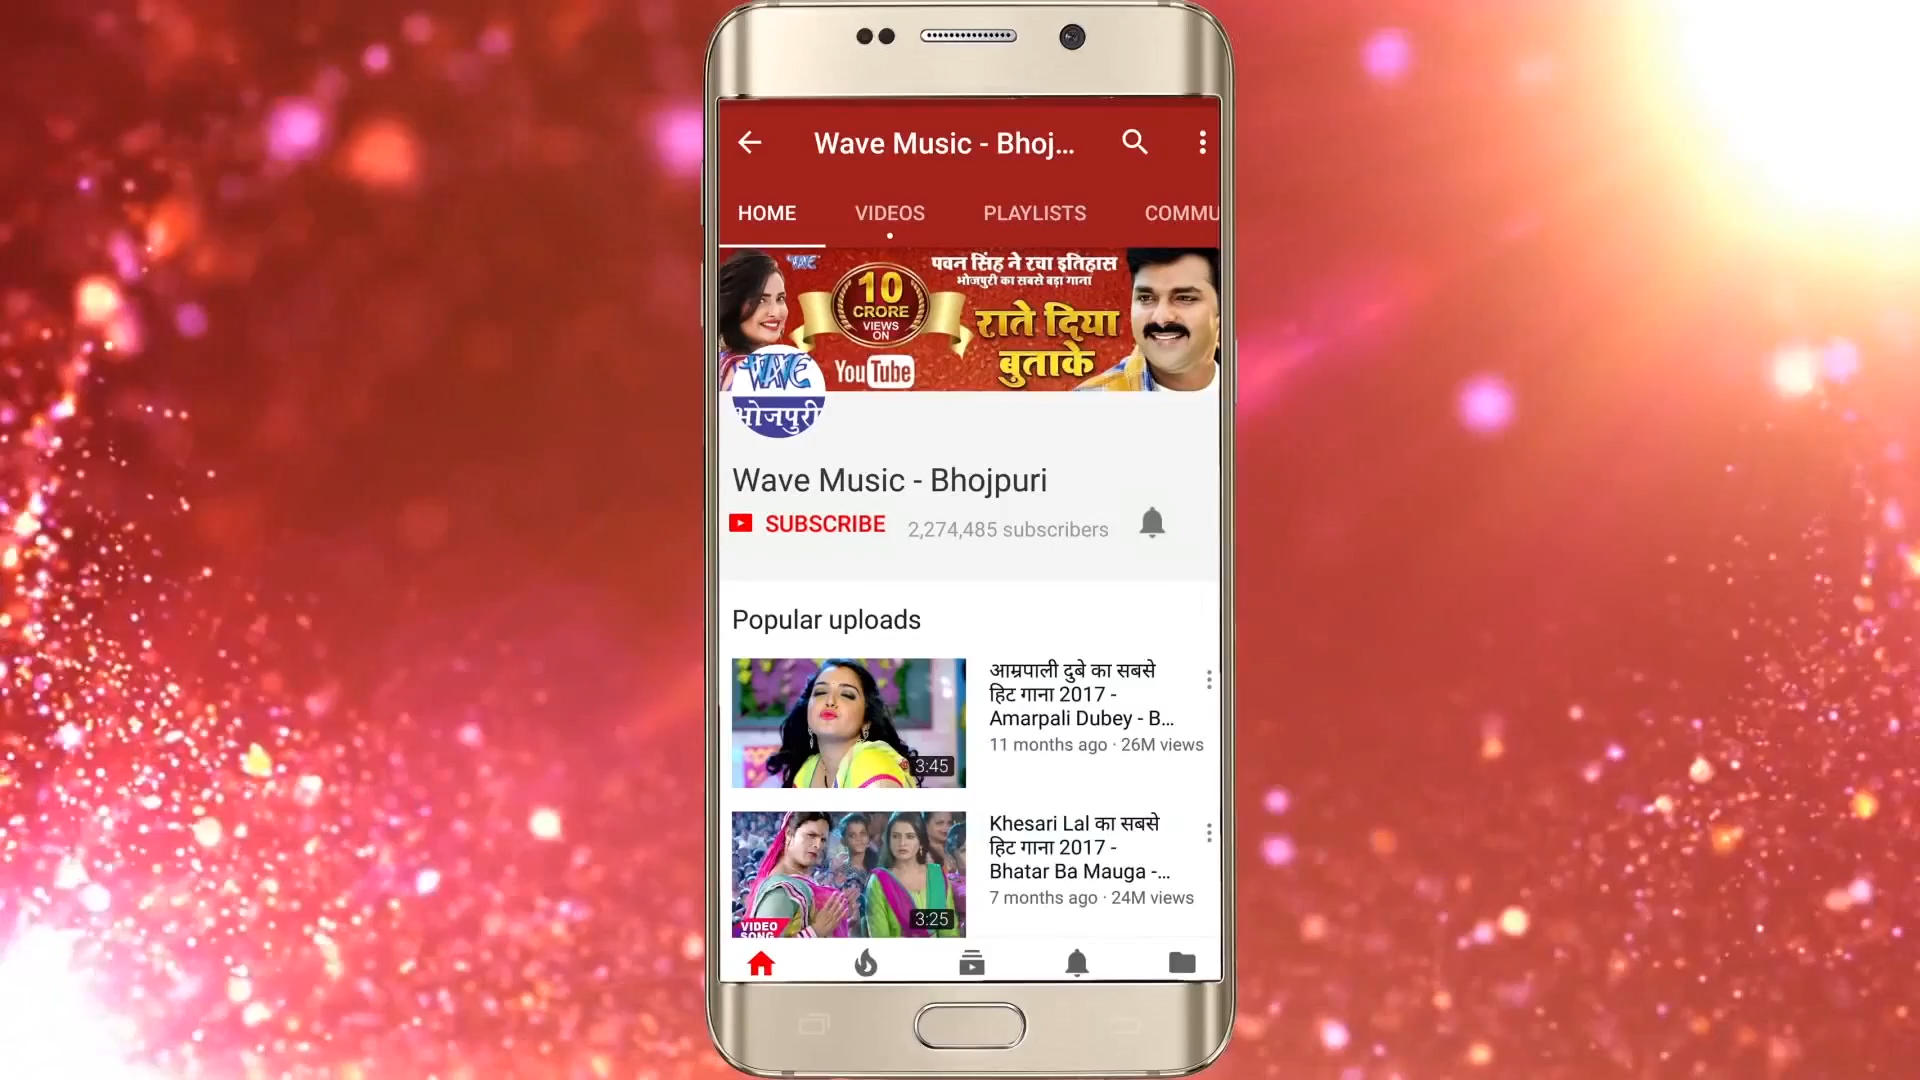 Wave Music - Bhoj...
HOME VIDEOS PLAYLISTS COMMU
WAVE
पवन सिंह ने रचा इतिहास
भोजपुरी का सबसे बड़ा गाना
10
CRORE
VIEWS
ON
YouTube
राते दिया
बुताके
WAVE
भोजपुरी
Wave Music - Bhojpuri
SUBSCRIBE 2,274,485 subscribers
Popular uploads
3:45
आम्रपाली दुबे का सबसे
हिट गाना 2017 -
Amarpali Dubey - B...
11 months ago · 26M views
VIDEO
SONG
3:25
Khesari Lal का सबसे
हिट गाना 2017 -
Bhatar Ba Mauga -...
7 months ago · 24M views